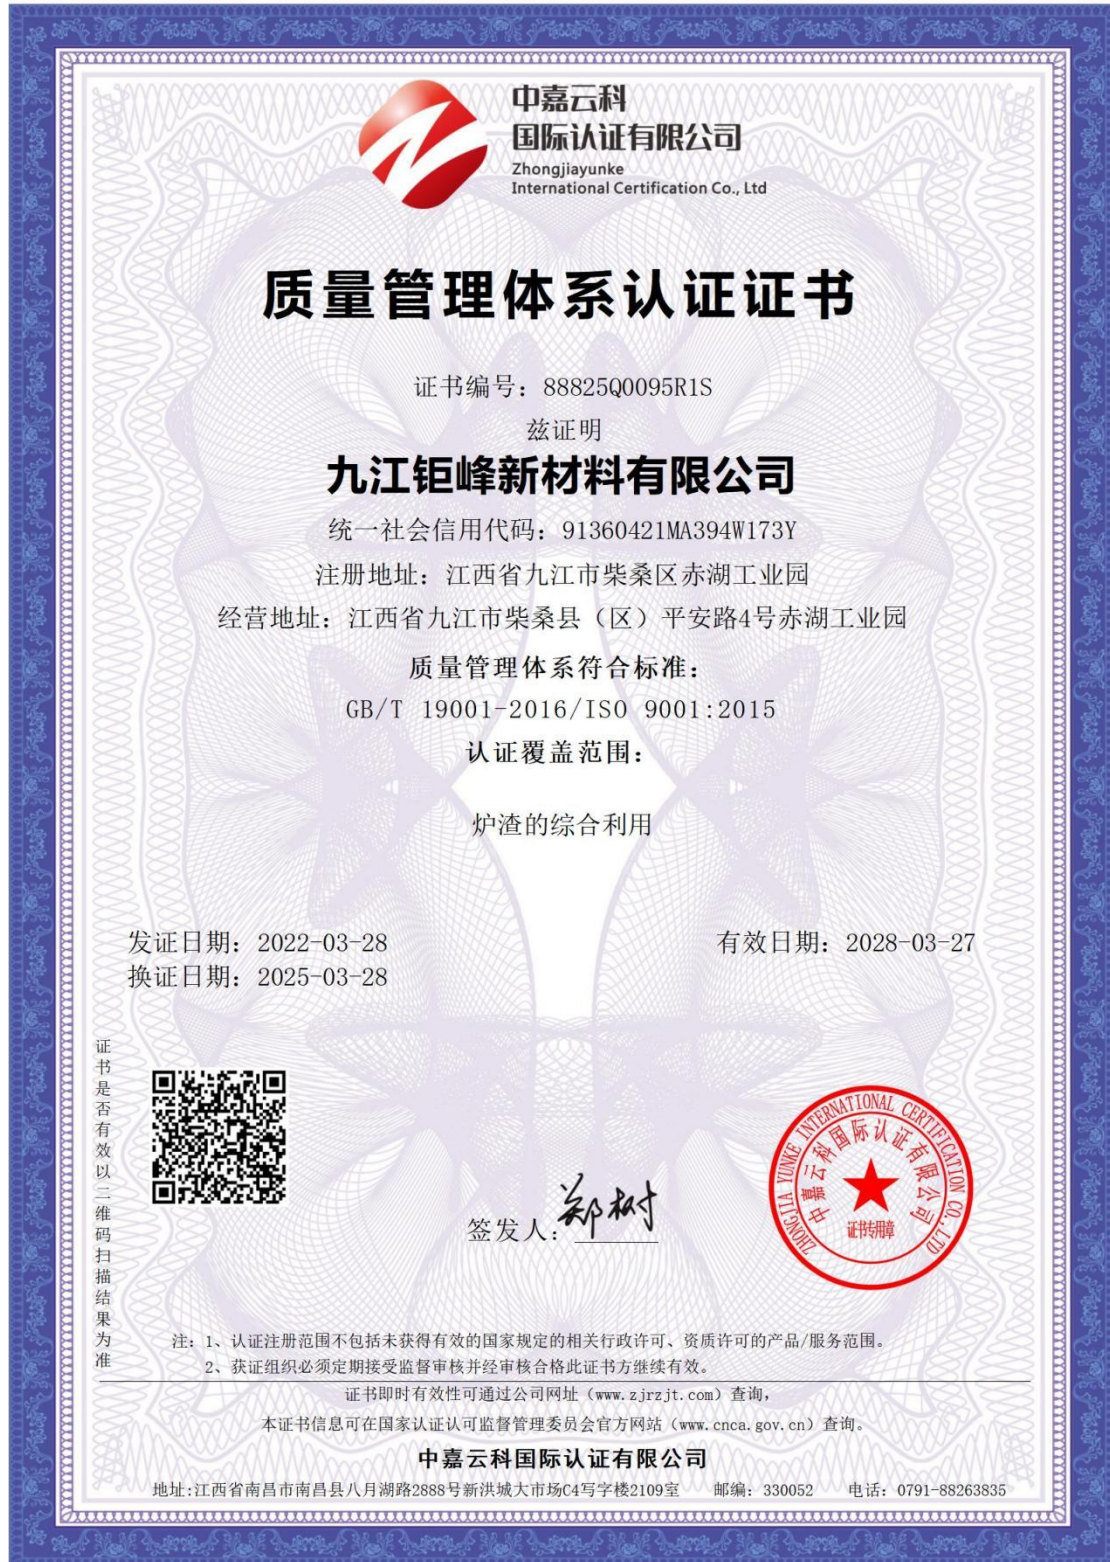 中嘉云科
国际认证有限公司
Zhongjiayunke
International Certification Co., Ltd
质量管理体系认证证书
证书编号：88825Q0095R1S
兹证明
九江钜峰新材料有限公司
统一社会信用代码：91360421MA394W173Y
注册地址：江西省九江市柴桑区赤湖工业园
经营地址：江西省九江市柴桑县（区）平安路4号赤湖工业园
质量管理体系符合标准：
GB/T 19001-2016/ISO 9001:2015
认证覆盖范围：
炉渣的综合利用
发证日期：2022-03-28
有效日期：2028-03-27
换证日期：2025-03-28
证书是否有效以二维码扫描结果为准
签发人：郑树
ZHONGJIA YUNKE INTERNATIONAL CERTIFICATION CO.,LTD
中嘉云科国际认证有限公司
证书专用章
注：1、认证注册范围不包括未获得有效的国家规定的相关行政许可、资质许可的产品/服务范围。
2、获证组织必须定期接受监督审核并经审核合格此证书方继续有效。
证书即时有效性可通过公司网址（www.zjrzjt.com）查询，
本证书信息可在国家认证认可监督管理委员会官方网站（www.cnca.gov.cn）查询。
中嘉云科国际认证有限公司
地址:江西省南昌市南昌县八月湖路2888号新洪城大市场C4写字楼2109室 邮编：330052 电话：0791-88263835